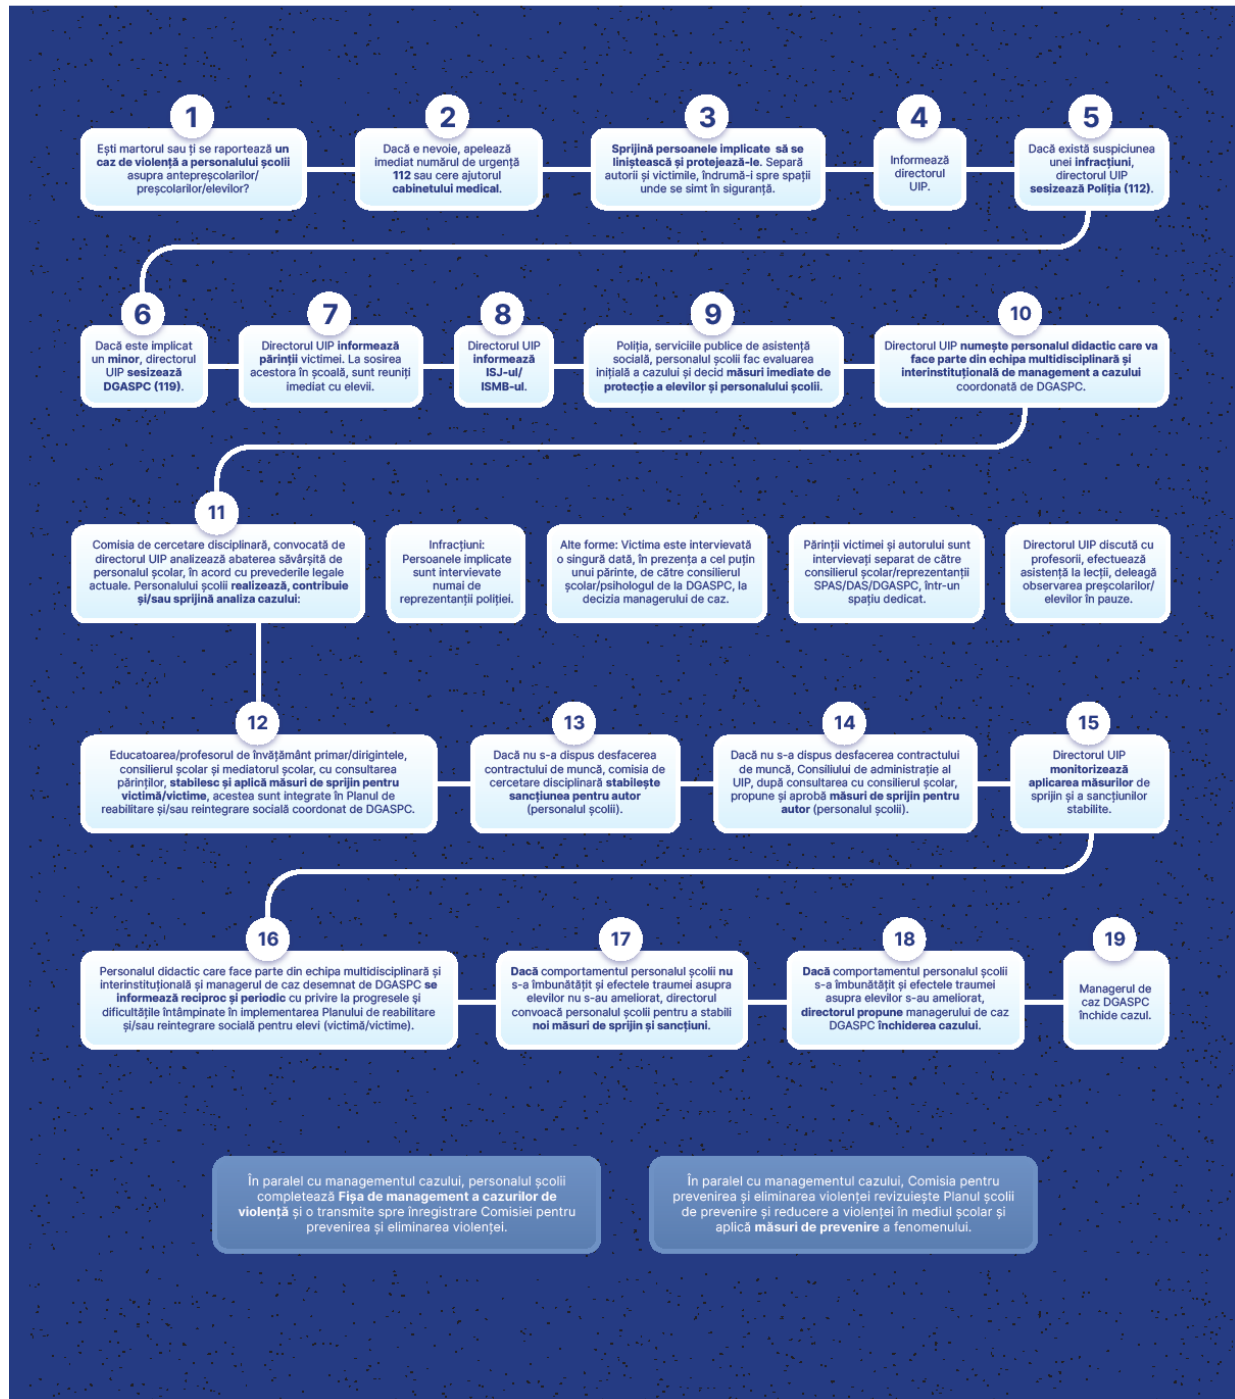 1
Ești martorul sau ți se raportează un
caz de violență a personalului școlii
asupra antepreșcolarilor/
preșcolarilor/elevilor?
2
Dacă e nevoie, apelează
imediat numărul de urgență
112 sau cere ajutorul
cabinetului medical.
3
Sprijină persoanele implicate să se
liniștească și protejează-le. Separă
autorii și victimile, îndrumă-i spre spații
unde se simt în siguranță.
4
Informează
directorul
UIP.
5
Dacă există suspiciunea
unei infracțiuni,
directorul UIP
sesizează Poliția (112).
6
Dacă este implicat
un minor, directorul
UIP sesizează
DGASPC (119).
7
Directorul UIP informează
părinții victimei. La sosirea
acestora în școală, sunt reuniți
imediat cu elevii.
8
Directorul UIP
informează
ISJ-ul/
ISMB-ul.
9
Poliția, serviciile publice de asistență
socială, personalul școlii fac evaluarea
inițială a cazului și decid măsuri imediate de
protecție a elevilor și personalului școlii.
10
Directorul UIP numește personalul didactic care va
face parte din echipa multidisciplinară și
interinstituțională de management a cazului
coordonată de DGASPC.
11
Comisia de cercetare disciplinară, convocată de
directorul UIP analizează abaterea săvârșită de
personalul școlar, în acord cu prevederile legale
actuale. Personalului școlii realizează, contribuie
și/sau sprijină analiza cazului:
Infracțiuni:
Persoanele implicate
sunt intervievate
numai de
reprezentanții poliției.
Alte forme: Victima este intervievată
o singură dată, în prezența a cel puțin
unui părinte, de către consilierul
școlar/psihologul de la DGASPC, la
decizia managerului de caz.
Părinții victimei și autorului sunt
intervievați separat de către
consilierul școlar/reprezentanții
SPAS/DAS/DGASPC, într-un
spațiu dedicat.
Directorul UIP discută cu
profesorii, efectuează
asistență la lecții, deleagă
observarea preșcolarilor/
elevilor în pauze.
12
Educatoarea/profesorul de învățământ primar/dirigintele,
consilierul școlar și mediatorul școlar, cu consultarea
părinților, stabilesc și aplică măsuri de sprijin pentru
victimă/victime, acestea sunt integrate în Planul de
reabilitare și/sau reintegrare socială coordonat de DGASPC.
13
Dacă nu s-a dispus desfacerea
contractului de muncă, comisia de
cercetare disciplinară stabilește
sancțiunea pentru autor
(personalul școlii).
14
Dacă nu s-a dispus desfacerea contractului
de muncă, Consiliului de administrație al
UIP, după consultarea cu consilierul școlar,
propune și aprobă măsuri de sprijin pentru
autor (personalul școlii).
15
Directorul UIP
monitorizează
aplicarea măsurilor de
sprijin și a sancțiunilor
stabilite.
16
Personalul didactic care face parte din echipa multidisciplinară și
interinstituțională și managerul de caz desemnat de DGASPC se
informează reciproc și periodic cu privire la progresele și
dificultățile întâmpinate în implementarea Planului de reabilitare
și/sau reintegrare socială pentru elevi (victimă/victime).
17
Dacă comportamentul personalul școlii nu
s-a îmbunătățit și efectele traumei asupra
elevilor nu s-au ameliorat, directorul
convoacă personalul școlii pentru a stabili
noi măsuri de sprijin și sancțiuni.
18
Dacă comportamentul personalul școlii
s-a îmbunătățit și efectele traumei
asupra elevilor s-au ameliorat,
directorul propune managerului de caz
DGASPC închiderea cazului.
19
Managerul de
caz DGASPC
închide cazul.
În paralel cu managementul cazului, personalul școlii
completează Fișa de management a cazurilor de
violență și o transmite spre înregistrare Comisiei pentru
prevenirea și eliminarea violenței.
În paralel cu managementul cazului, Comisia pentru
prevenirea și eliminarea violenței revizuiește Planul școlii
de prevenire și reducere a violenței în mediul școlar și
aplică măsuri de prevenire a fenomenului.